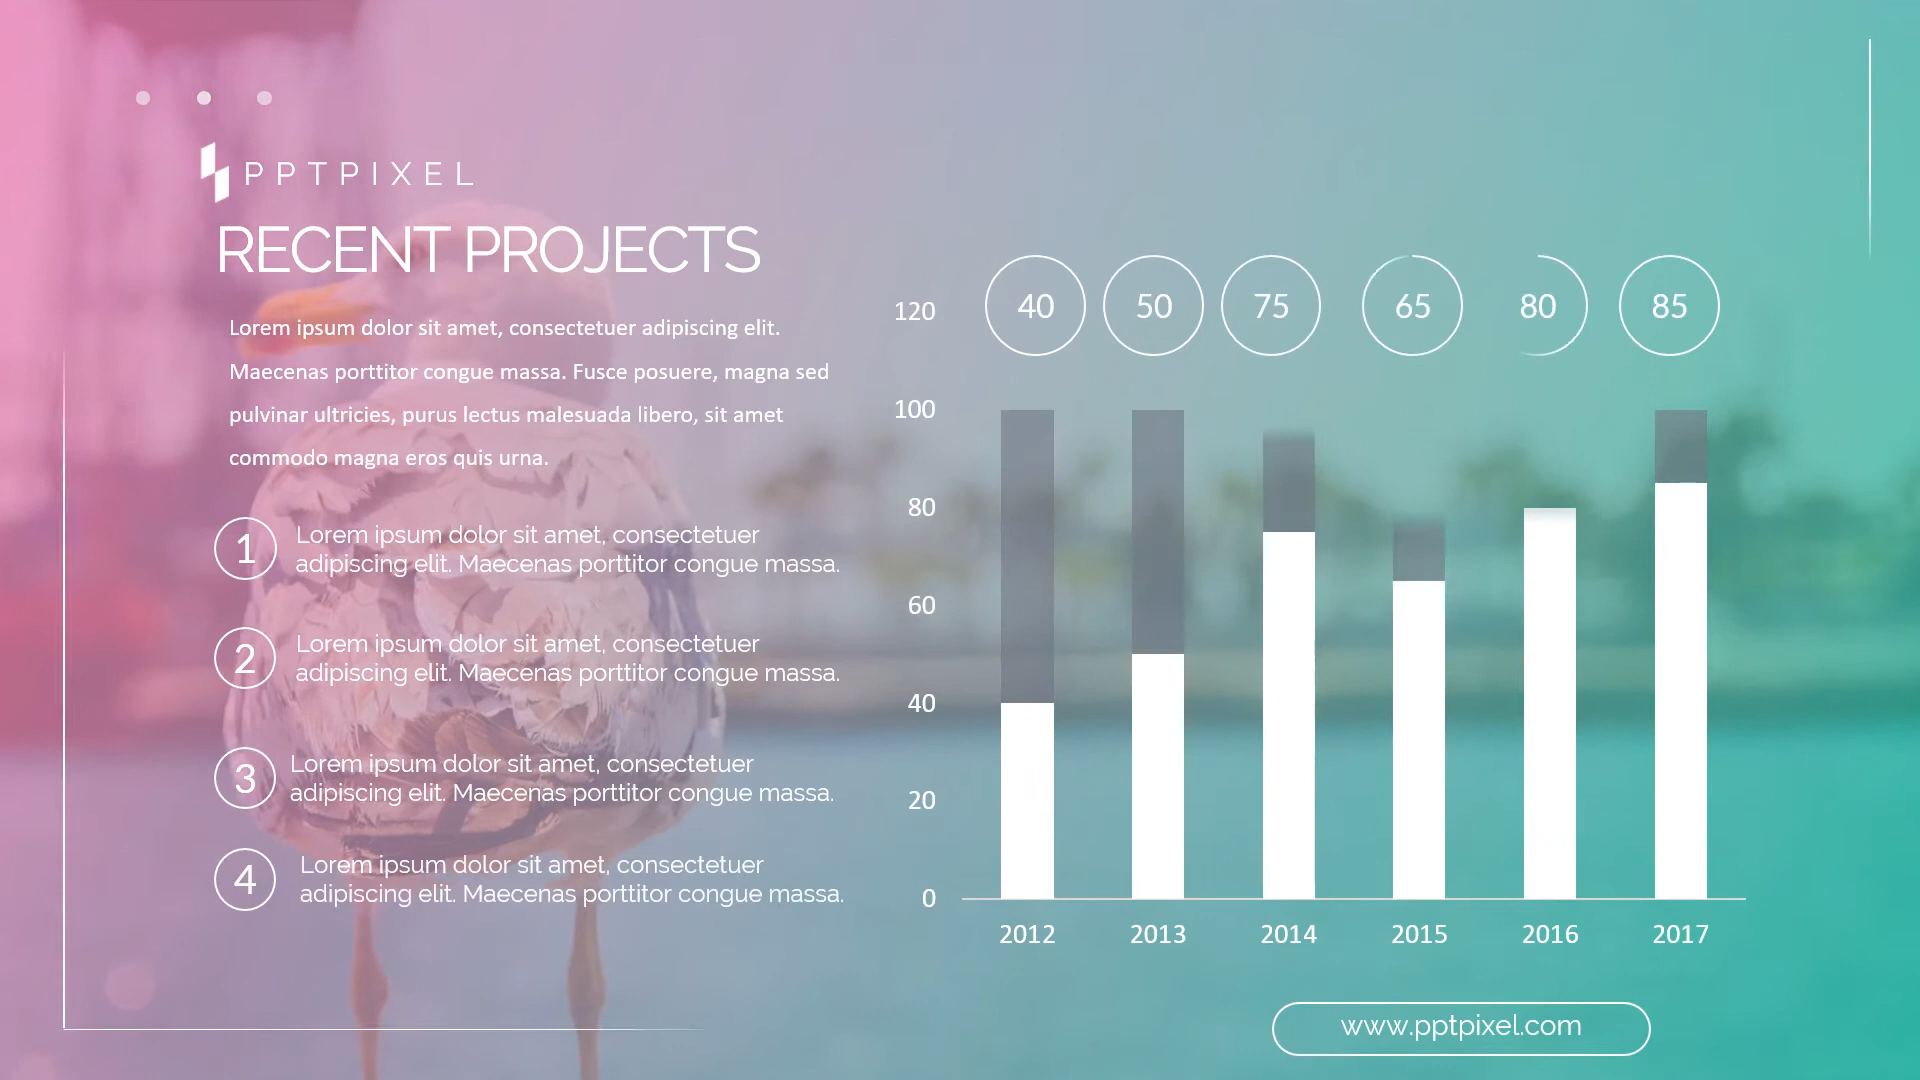 PPTPIXEL
RECENT PROJECTS
Lorem ipsum dolor sit amet, consectetuer adipiscing elit.
Maecenas porttitor congue massa. Fusce posuere, magna sed
pulvinar ultricies, purus lectus malesuada libero, sit amet
commodo magna eros quis urna.
1
Lorem ipsum dolor sit amet, consectetuer
adipiscing elit. Maecenas porttitor congue massa.
2
Lorem ipsum dolor sit amet, consectetuer
adipiscing elit. Maecenas porttitor congue massa.
3
Lorem ipsum dolor sit amet, consectetuer
adipiscing elit. Maecenas porttitor congue massa.
4
Lorem ipsum dolor sit amet, consectetuer
adipiscing elit. Maecenas porttitor congue massa.
40 50 75 65 80 85
120
100
80
60
40
20
0
2012 2013 2014 2015 2016 2017
www.pptpixel.com